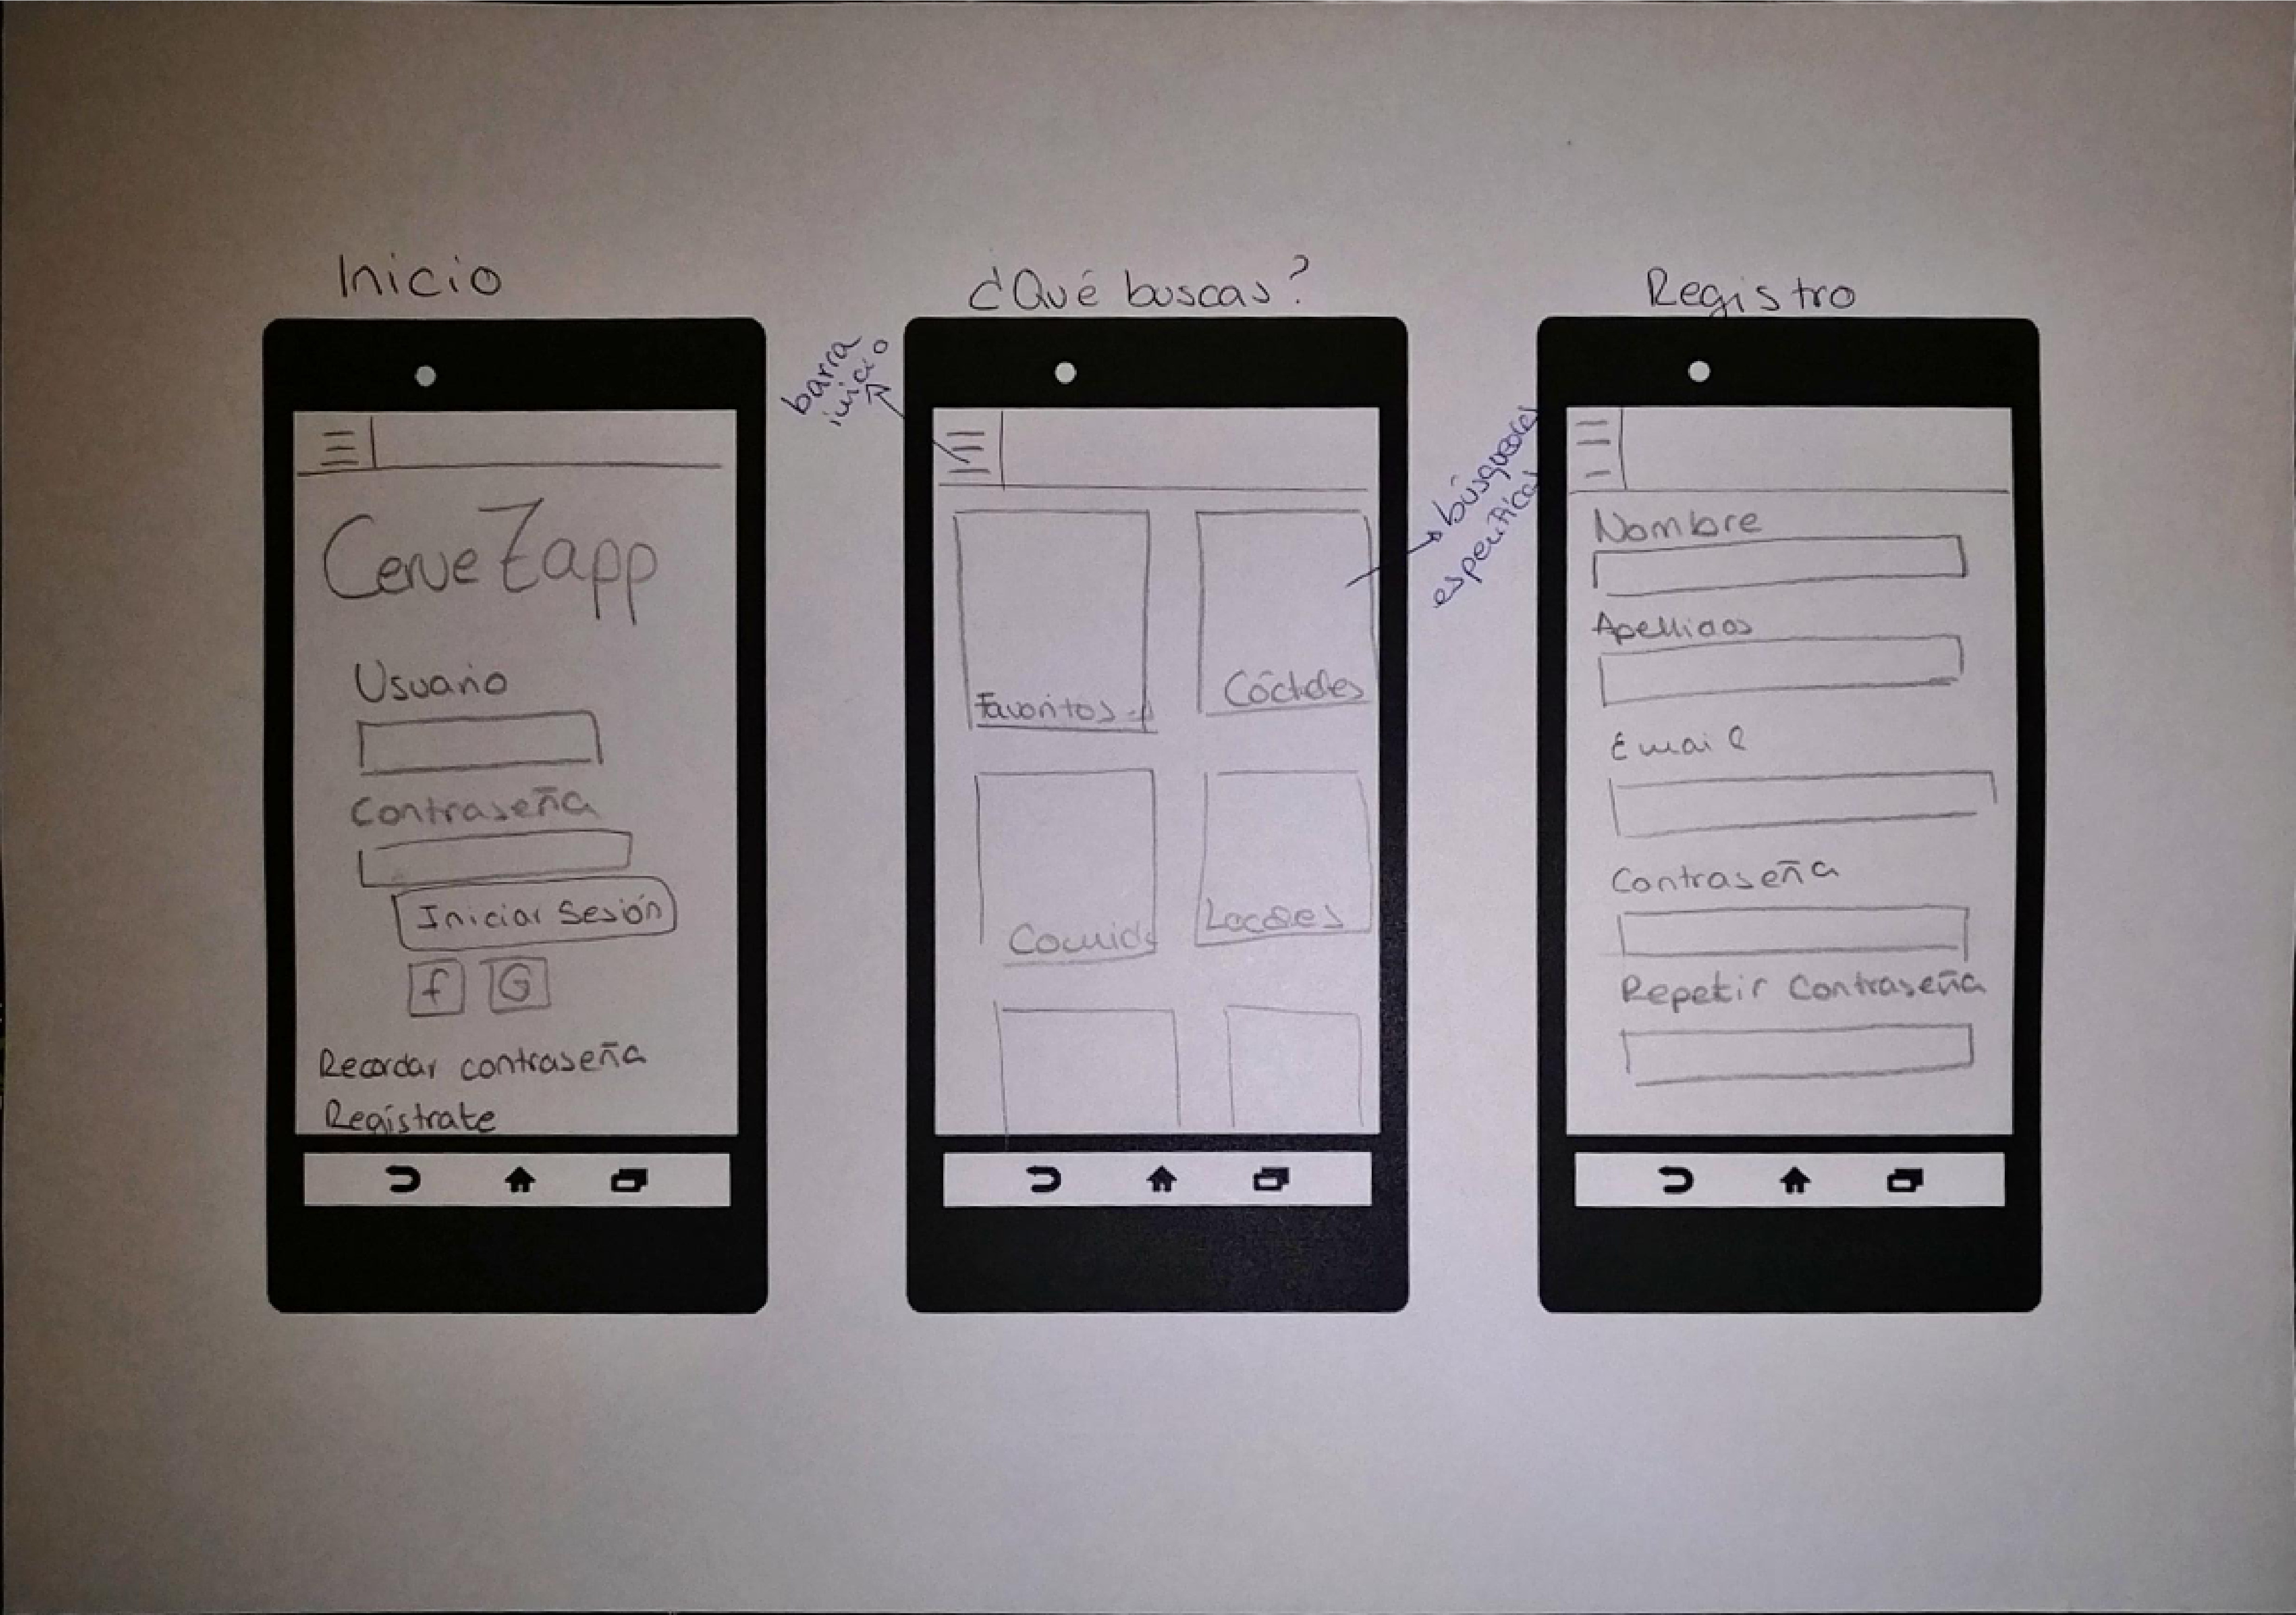 Inicio
CerveZapp
Usuario
Contraseña
Iniciar Sesión
f G
Recordar contraseña
Registrate
¿Qué buscas?
barra
inicio
Favoritos
Cócteles
Comida
Locales
búsquedas
específicas
Registro
Nombre
Apellidos
Email
Contraseña
Repetir Contraseña